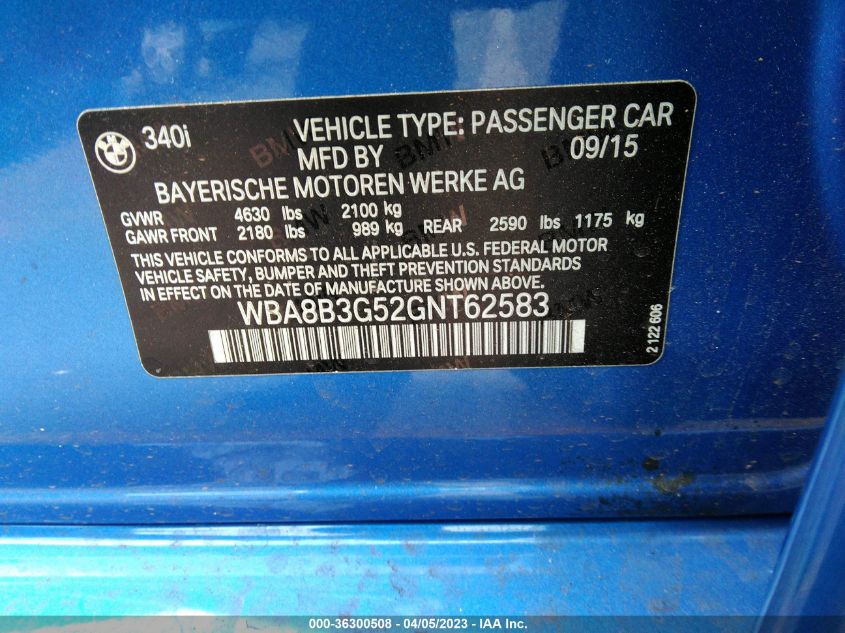 BMW 340i VEHICLE TYPE: PASSENGER CAR
MFD BY 09/15
BAYERISCHE MOTOREN WERKE AG
GVWR 4630 lbs 2100 kg
GAWR FRONT 2180 lbs 989 kg REAR 2590 lbs 1175 kg
THIS VEHICLE CONFORMS TO ALL APPLICABLE U.S. FEDERAL MOTOR
VEHICLE SAFETY, BUMPER AND THEFT PREVENTION STANDARDS
IN EFFECT ON THE DATE OF MANUFACTURE SHOWN ABOVE.
WBA8B3G52GNT62583
2 122 606
000-36300508 - 04/05/2023 - IAA Inc.